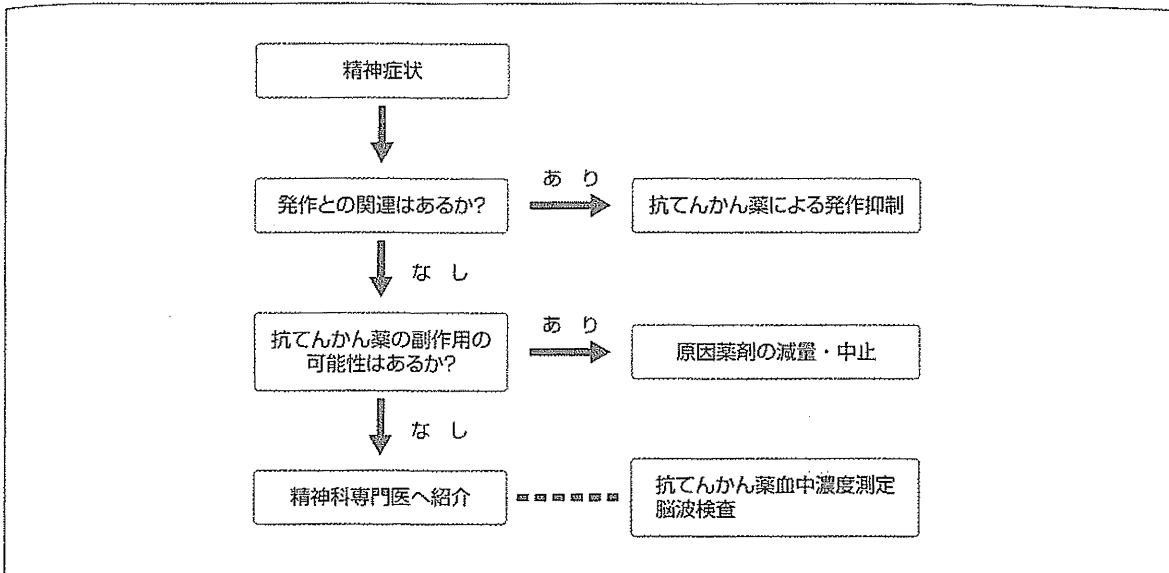 精神症状
発作との関連はあるか?
あり
抗てんかん薬による発作抑制
なし
抗てんかん薬の副作用の
可能性はあるか?
あり
原因薬剤の減量・中止
なし
精神科専門医へ紹介
抗てんかん薬血中濃度測定
脳波検査